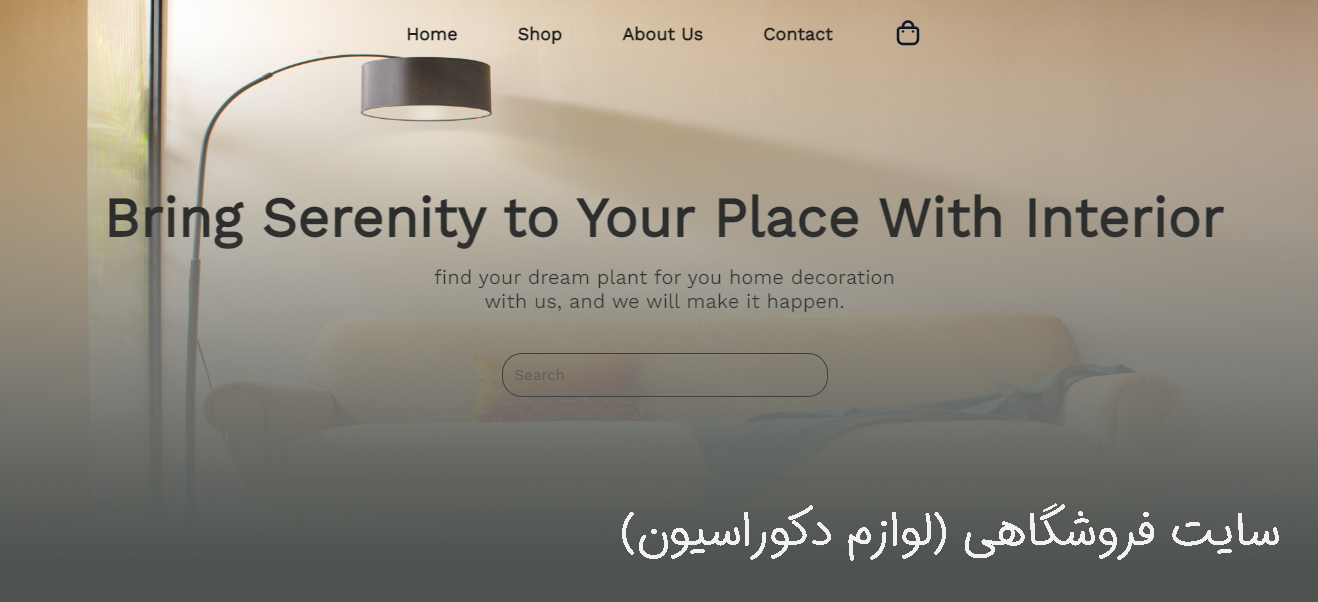 Home Shop About Us Contact
Bring Serenity to Your Place With Interior
find your dream plant for you home decoration
with us, and we will make it happen.
Search
سایت فروشگاهی (لوازم دکوراسیون)